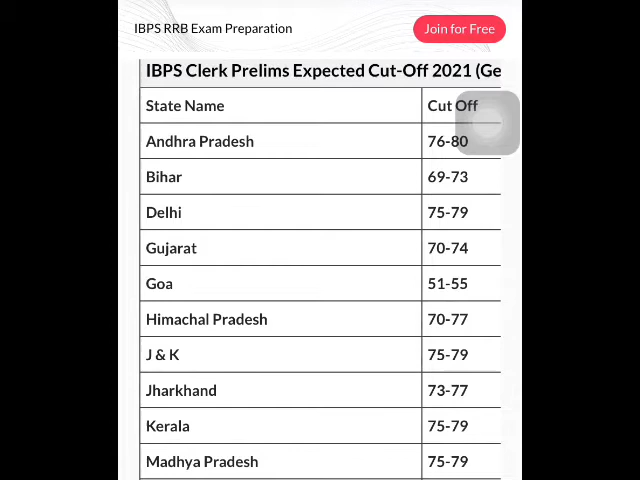 IBPS RRB Exam Preparation
Join for Free
IBPS Clerk Prelims Expected Cut-Off 2021 (Ge
State Name Cut Off
Andhra Pradesh 76-80
Bihar 69-73
Delhi 75-79
Gujarat 70-74
Goa 51-55
Himachal Pradesh 70-77
J & K 75-79
Jharkhand 73-77
Kerala 75-79
Madhya Pradesh 75-79